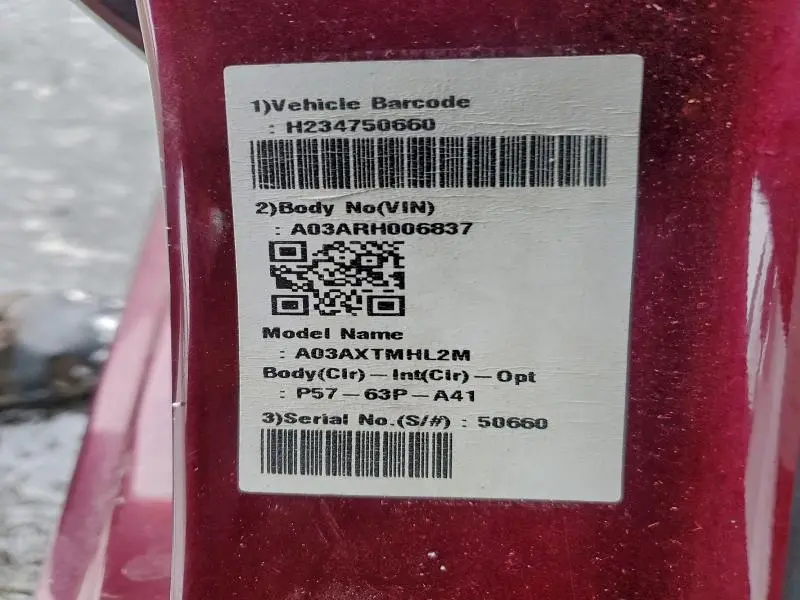 1)Vehicle Barcode
: H234750660
2)Body No(VIN)
: A03ARH006837
Model Name
: A03AXTMHL2M
Body(Clr)－Int(Clr)－Opt
: P57－63P－A41
3)Serial No.(S/#) : 50660